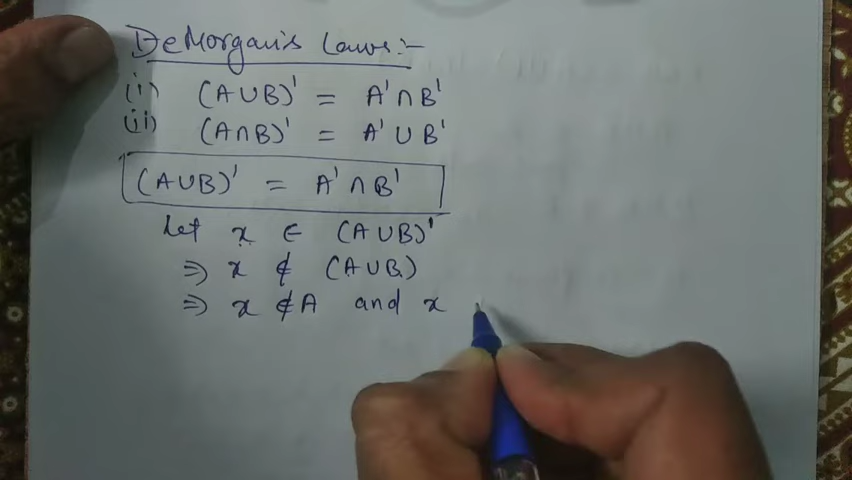 DeMorgan's Laws:-
(i) (A∪B)' = A'∩B'
(ii) (A∩B)' = A'∪B'
(A∪B)' = A'∩B'
Let x ∈ (A∪B)'
⇒ x ∉ (A∪B)
⇒ x ∉ A and x